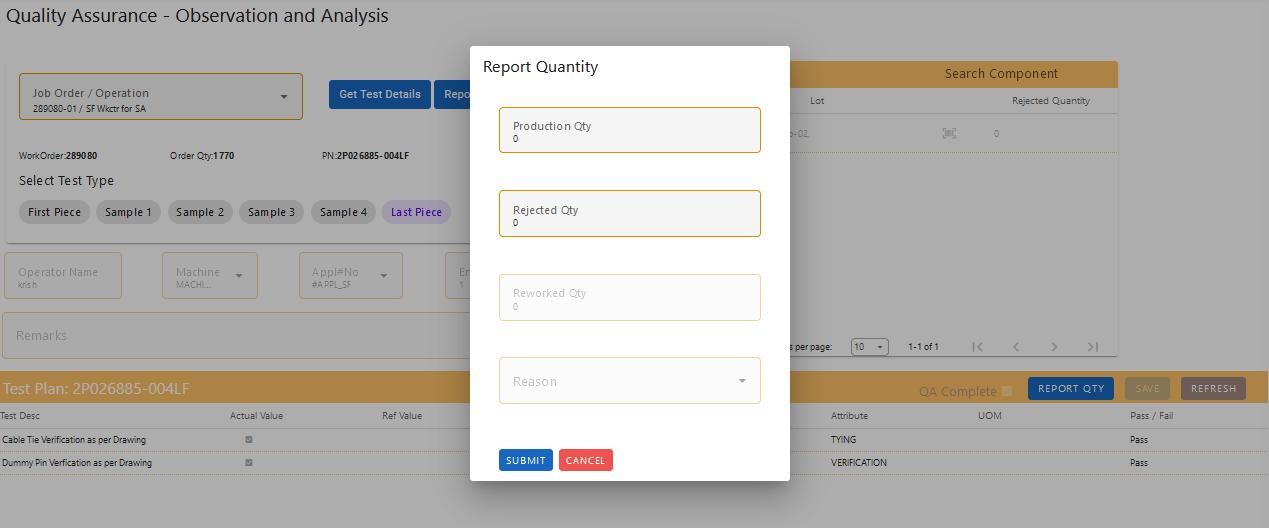 Quality Assurance - Observation and Analysis
Job Order / Operation
289080-01 / SF Wkctr for SA
Get Test Details
WorkOrder:289080
Order Qty:1770
PN:2P026885-004LF
Select Test Type
First Piece
Sample 1
Sample 2
Sample 3
Sample 4
Last Piece
Operator Name
krish
Machine
MACHI...
Appl#No
#APPL_SF
1
Remarks
Report Quantity
Production Qty
0
Rejected Qty
0
Reworked Qty
0
Reason
SUBMIT
CANCEL
Search Component
Lot
Rejected Quantity
0
per page:
10
1-1 of 1
Test Plan: 2P026885-004LF
QA Complete
REPORT QTY
SAVE
REFRESH
Test Desc
Actual Value
Ref Value
Attribute
UOM
Pass / Fail
Cable Tie Verification as per Drawing
TYING
Pass
Dummy Pin Verfication as per Drawing
VERIFICATION
Pass